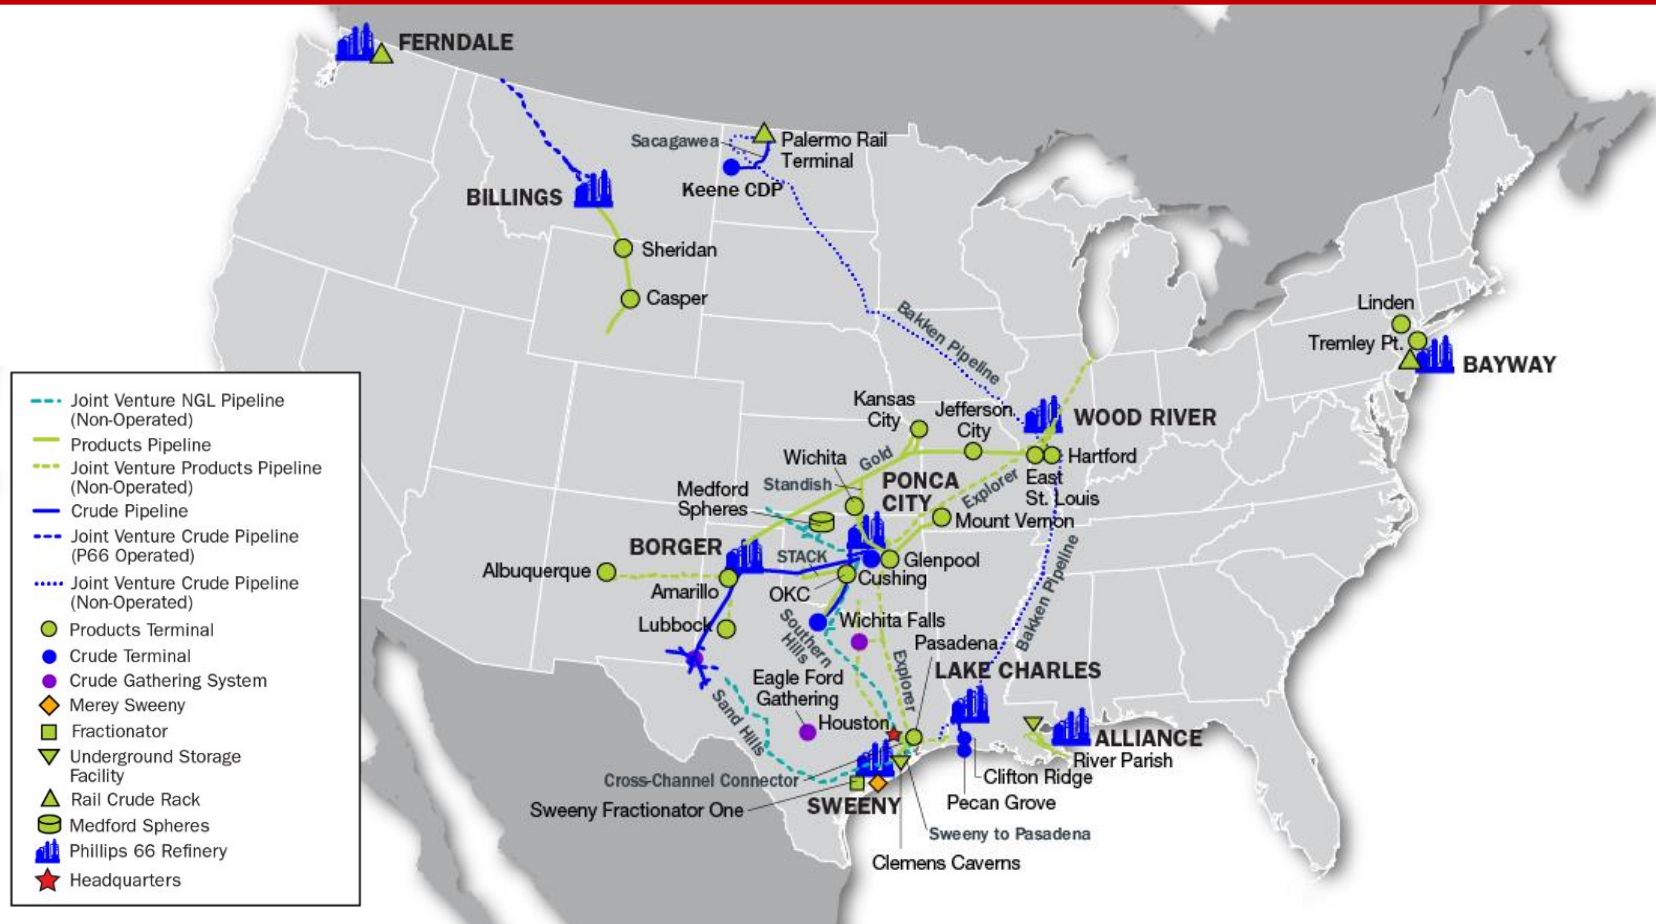 FERNDALE
Sacagawea
Palermo Rail
Terminal
Keene CDP
BILLINGS
Sheridan
Casper
Bakken Pipeline
Linden
Tremley Pt.
BAYWAY
Kansas
City
Jefferson
City
WOOD RIVER
Hartford
East
St. Louis
Wichita
Gold
Standish
PONCA
CITY
Explorer
Medford
Spheres
Mount Vernon
BORGER
STACK
Glenpool
Cushing
Albuquerque
Amarillo
OKC
Lubbock
Wichita Falls
Southern
Hills
Bakken Pipeline
Pasadena
LAKE CHARLES
Explorer
Eagle Ford
Gathering
Sand Hills
Houston
ALLIANCE
River Parish
Clifton Ridge
Cross-Channel Connector
Pecan Grove
Sweeny Fractionator One
SWEENY
Sweeny to Pasadena
Clemens Caverns
Joint Venture NGL Pipeline
(Non-Operated)
Products Pipeline
Joint Venture Products Pipeline
(Non-Operated)
Crude Pipeline
Joint Venture Crude Pipeline
(P66 Operated)
Joint Venture Crude Pipeline
(Non-Operated)
Products Terminal
Crude Terminal
Crude Gathering System
Merey Sweeny
Fractionator
Underground Storage
Facility
Rail Crude Rack
Medford Spheres
Phillips 66 Refinery
Headquarters